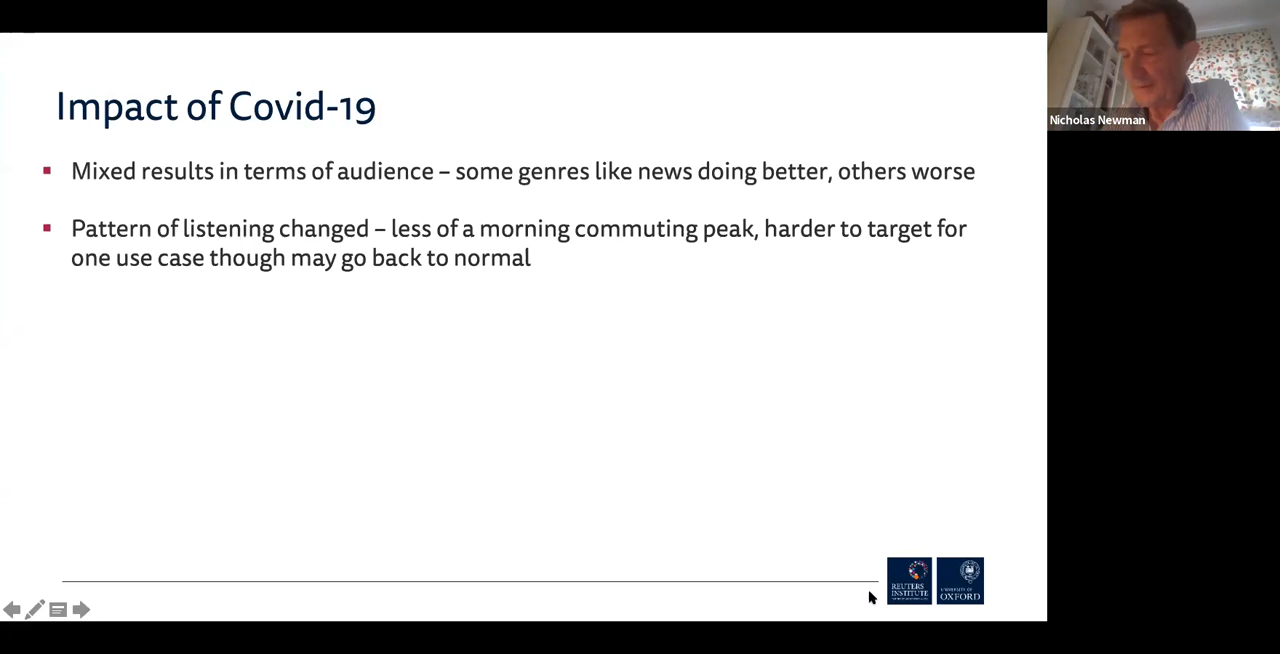 Impact of Covid-19
▪ Mixed results in terms of audience – some genres like news doing better, others worse
▪ Pattern of listening changed – less of a morning commuting peak, harder to target for
one use case though may go back to normal
Nicholas Newman
REUTERS
INSTITUTE
UNIVERSITY OF
OXFORD